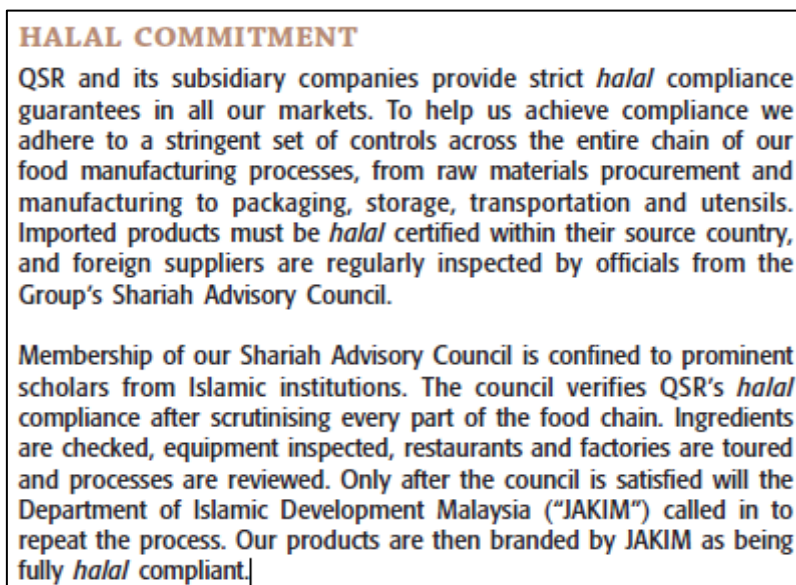 HALAL COMMITMENT
QSR and its subsidiary companies provide strict halal compliance
guarantees in all our markets. To help us achieve compliance we
adhere to a stringent set of controls across the entire chain of our
food manufacturing processes, from raw materials procurement and
manufacturing to packaging, storage, transportation and utensils.
Imported products must be halal certified within their source country,
and foreign suppliers are regularly inspected by officials from the
Group's Shariah Advisory Council.
Membership of our Shariah Advisory Council is confined to prominent
scholars from Islamic institutions. The council verifies QSR's halal
compliance after scrutinising every part of the food chain. Ingredients
are checked, equipment inspected, restaurants and factories are toured
and processes are reviewed. Only after the council is satisfied will the
Department of Islamic Development Malaysia ("JAKIM") called in to
repeat the process. Our products are then branded by JAKIM as being
fully halal compliant.